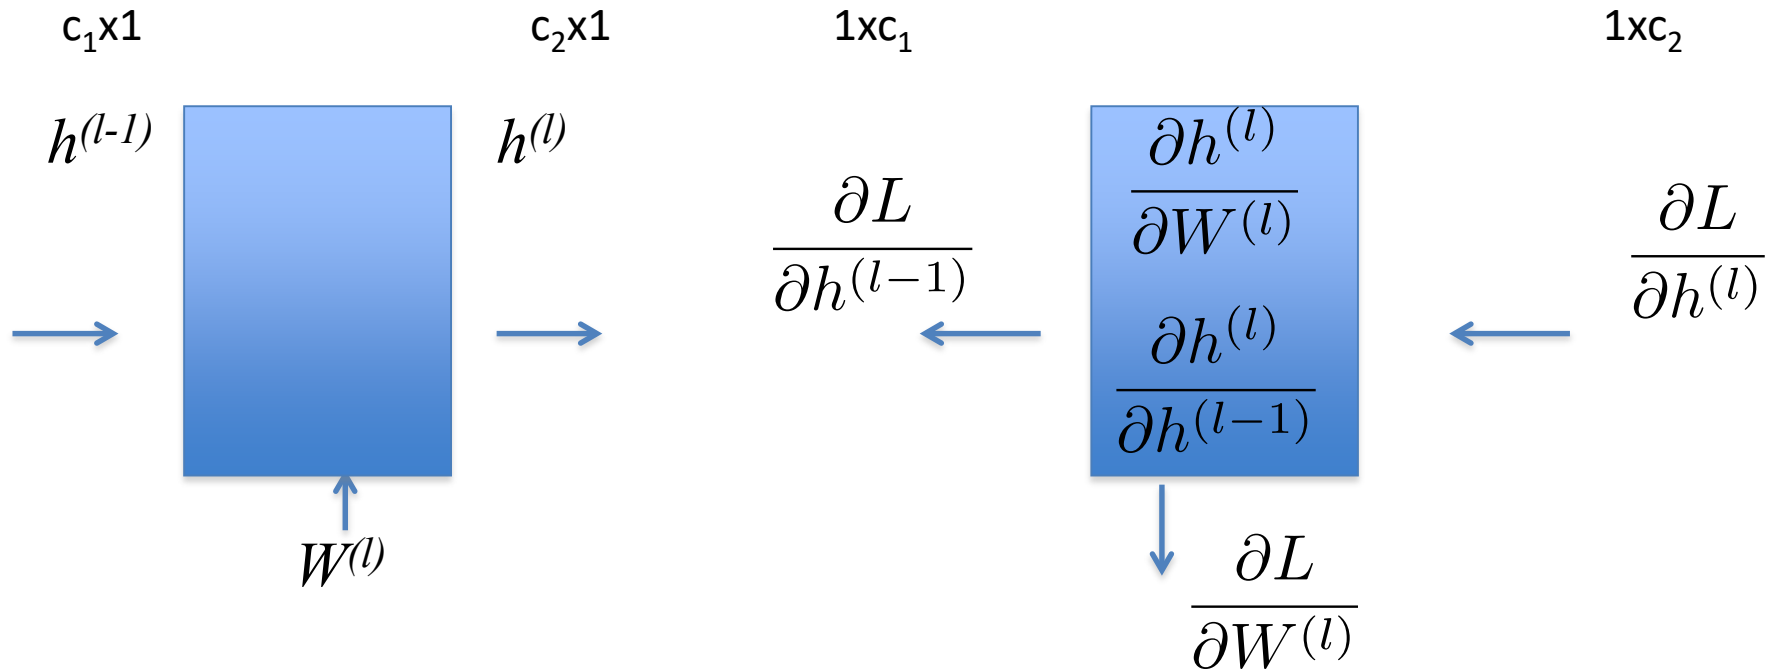 c₁x1
c₂x1
1xc₁
1xc₂
h^(l-1)
h^(l)
W^(l)
∂L/∂h^(l−1)
∂h^(l)/∂W^(l)
∂h^(l)/∂h^(l−1)
∂L/∂h^(l)
∂L/∂W^(l)